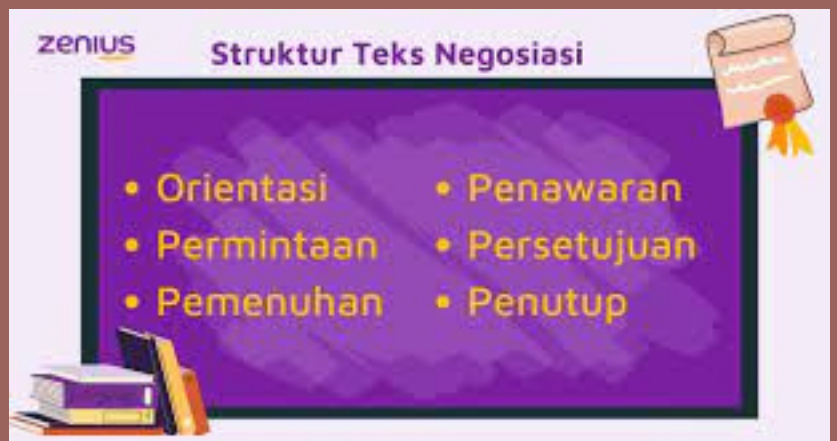 zenius
Struktur Teks Negosiasi
• Orientasi
• Permintaan
• Pemenuhan
• Penawaran
• Persetujuan
• Penutup